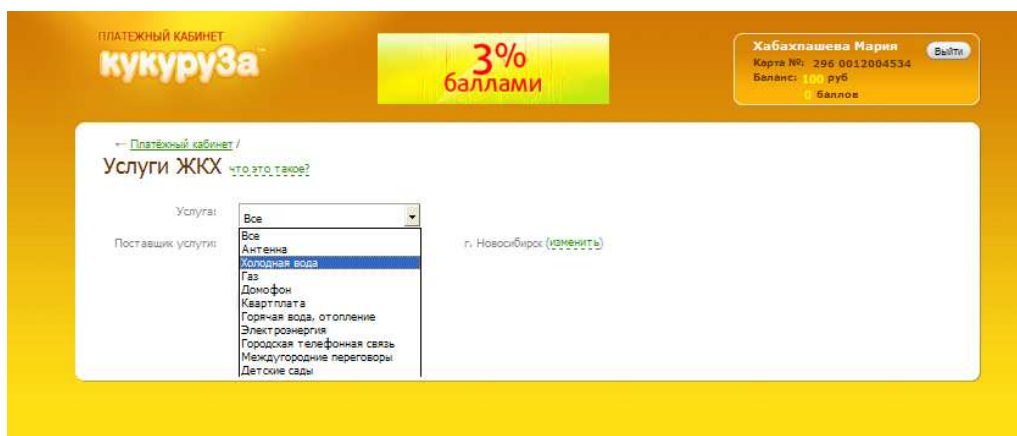 ПЛАТЕЖНЫЙ КАБИНЕТ
кукуруЗа™
3%
баллами
Хабахпашева Мария
Выйти
Карта №: 296 0012004534
Баланс: 100 руб
0 баллов
← Платёжный кабинет /
Услуги ЖКХ что это такое?
Услуга: Все
Поставщик услуги: г. Новосибирск (изменить)
Все
Антенна
Холодная вода
Газ
Домофон
Квартплата
Горячая вода, отопление
Электроэнергия
Городская телефонная связь
Междугородние переговоры
Детские сады